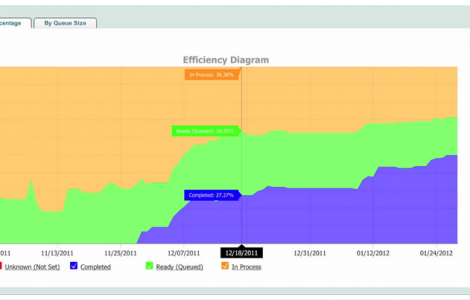 centage
By Queue Size
Efficiency Diagram
In Process: 36.36%
Ready (Queued): 36.36%
Completed: 27.27%
011
11/13/2011
11/25/2011
12/07/2011
12/18/2011
12/31/2011
01/12/2012
01/24/2012
Unknown (Not Set)
Completed
Ready (Queued)
In Process